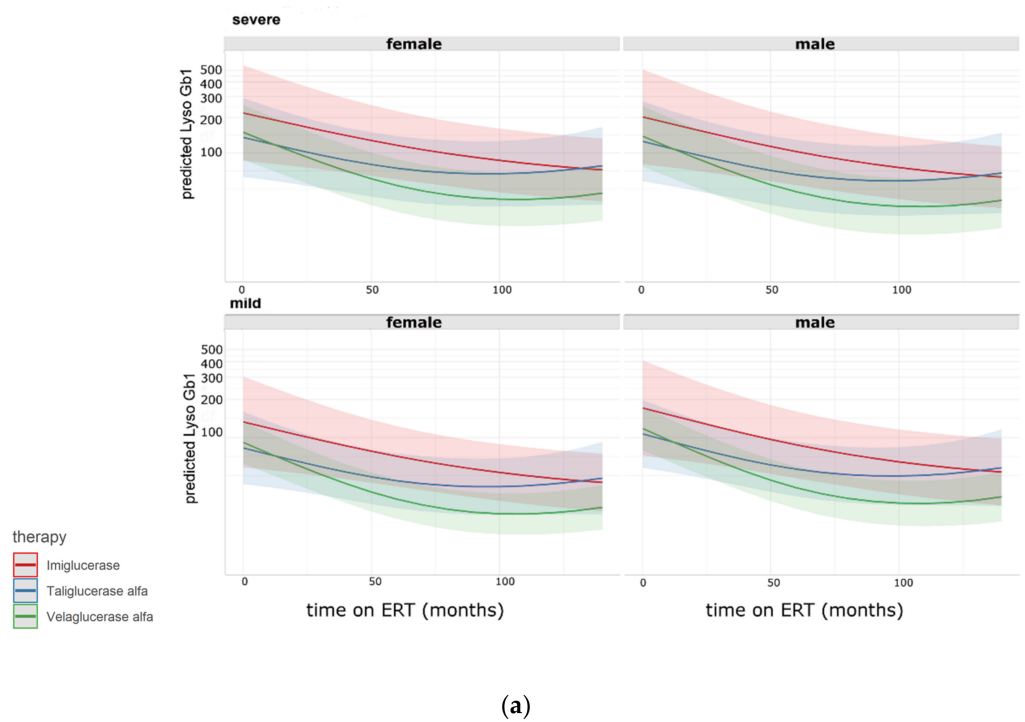 severe
female male
predicted Lyso Gb1
500 
400 
300 
200 
100
0 50 100 0 50 100
mild
female male
predicted Lyso Gb1
500
400
300
200
100
0 50 100 0 50 100
time on ERT (months) time on ERT (months)
therapy
Imiglucerase
Taliglucerase alfa
Velaglucerase alfa
(a)